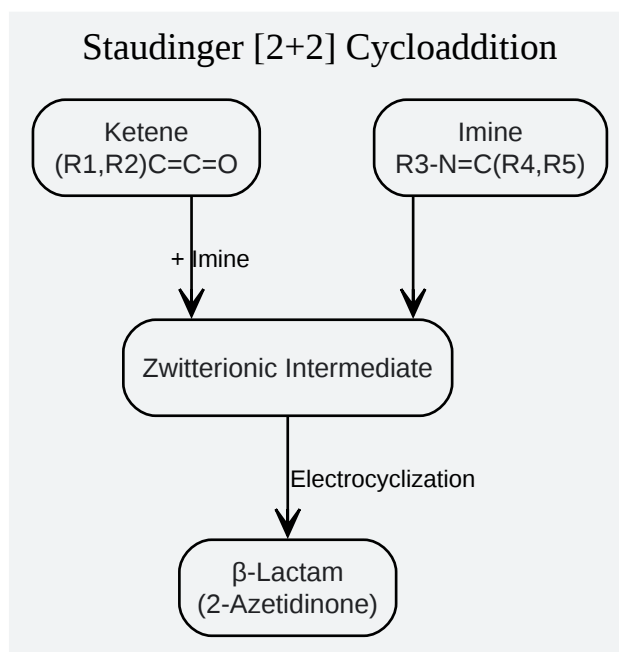 Staudinger [2+2] Cycloaddition
Ketene
(R1,R2)C=C=O
Imine
R3-N=C(R4,R5)
+ Imine
Zwitterionic Intermediate
Electrocyclization
β-Lactam
(2-Azetidinone)